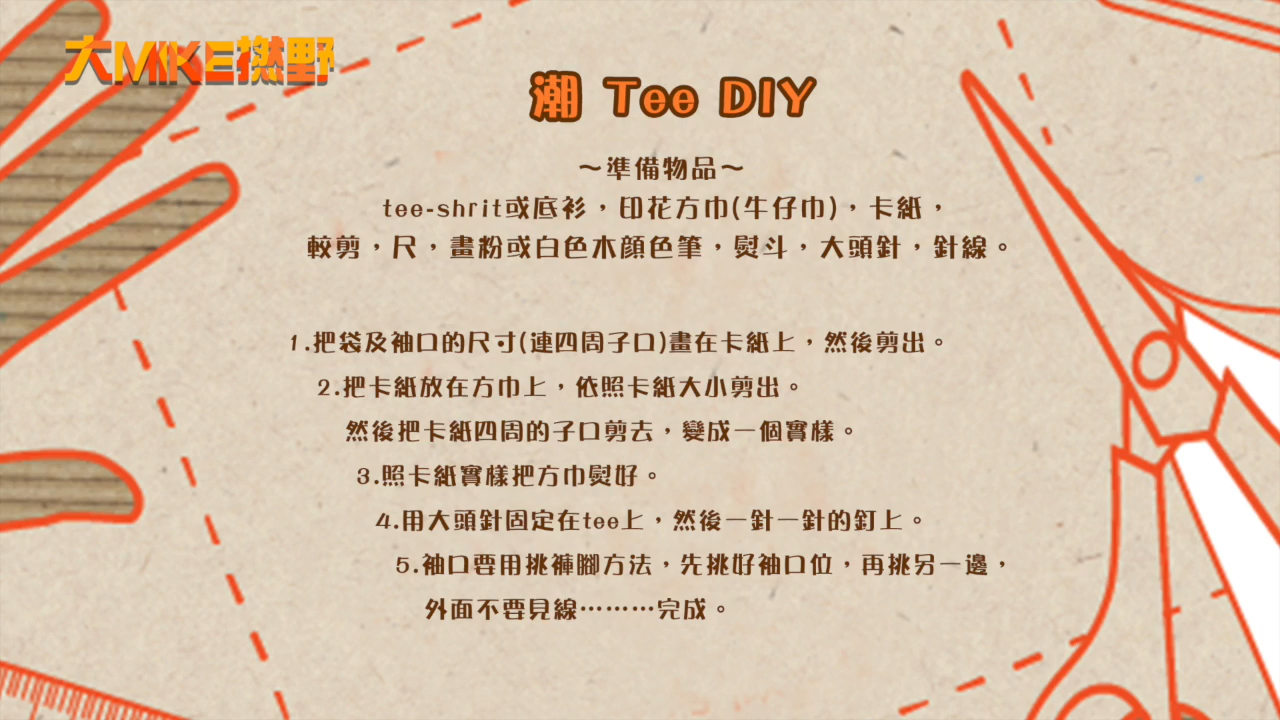 大MIKE撚野
潮 Tee DIY
～準備物品～
tee-shrit或底衫，印花方巾(牛仔巾)，卡紙，
較剪，尺，畫粉或白色木顏色筆，熨斗，大頭針，針線。
1.把袋及袖口的尺寸(連四周子口)畫在卡紙上，然後剪出。
2.把卡紙放在方巾上，依照卡紙大小剪出。
然後把卡紙四周的子口剪去，變成一個實樣。
3.照卡紙實樣把方巾熨好。
4.用大頭針固定在tee上，然後一針一針的釘上。
5.袖口要用挑褲腳方法，先挑好袖口位，再挑另一邊，
外面不要見線………完成。